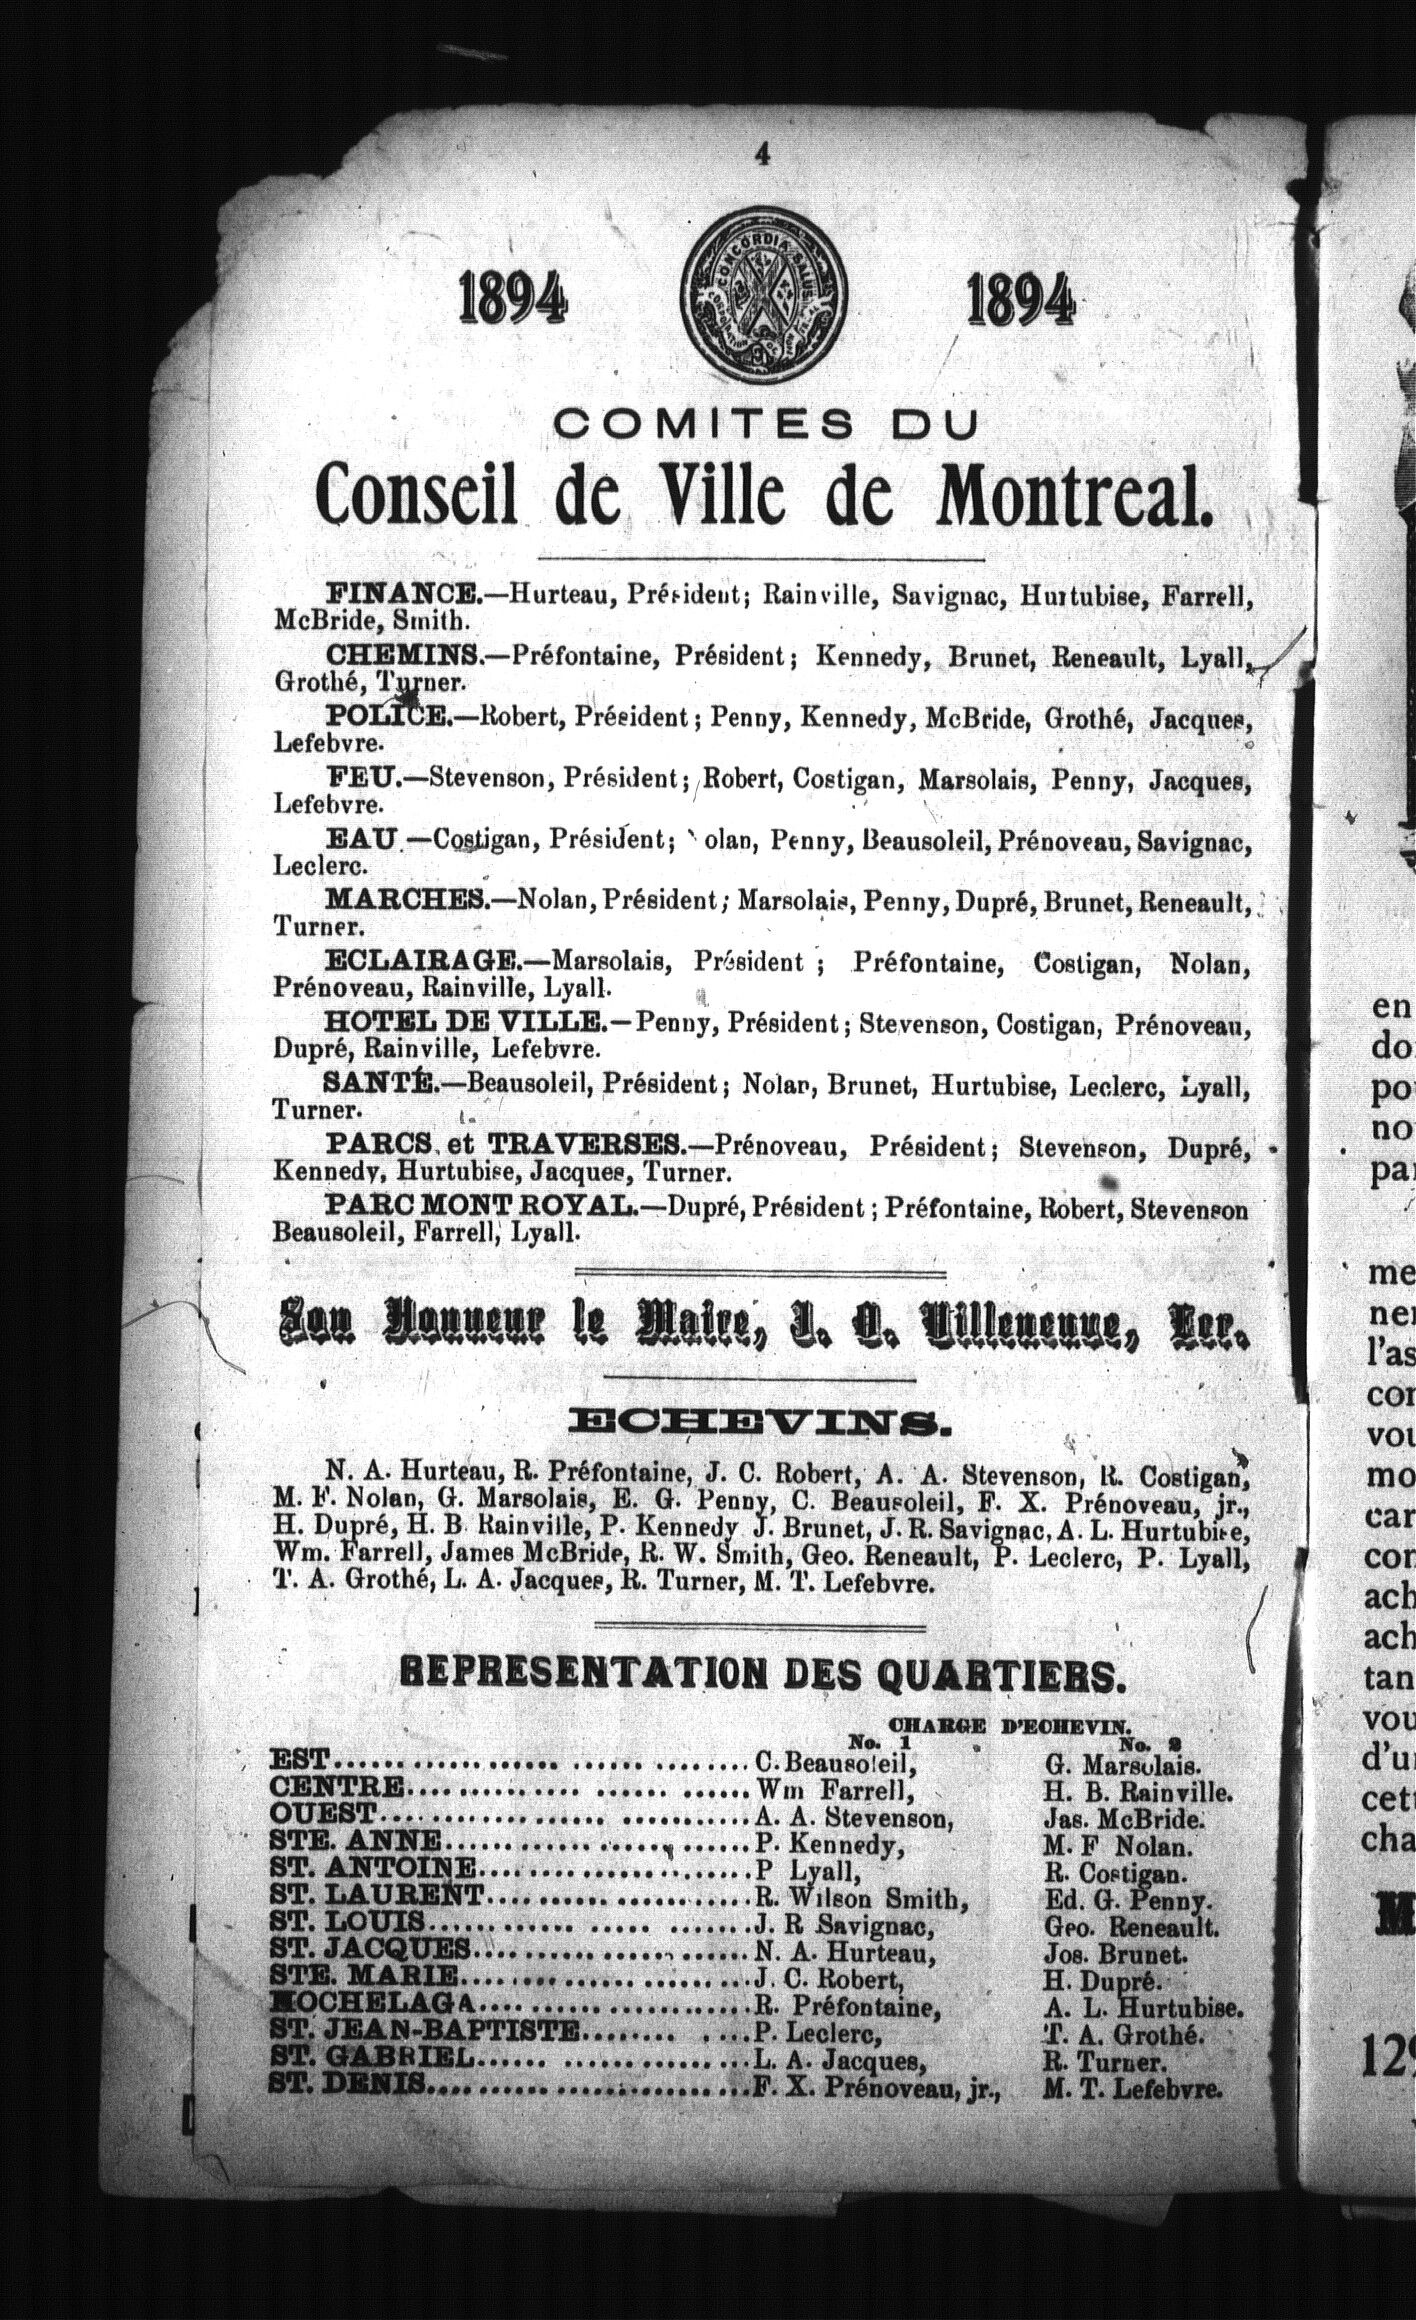 4
1894 CONCORDIA SALUS 1894
COMITES DU
Conseil de Ville de Montreal.
FINANCE.—Hurteau, Président; Rainville, Savignac, Hurtubise, Farrell,
McBride, Smith.
CHEMINS.—Préfontaine, Président; Kennedy, Brunet, Reneault, Lyall,
Grothé, Turner.
POLICE.—Robert, Président; Penny, Kennedy, McBride, Grothé, Jacques,
Lefebvre.
FEU.—Stevenson, Président; Robert, Costigan, Marsolais, Penny, Jacques,
Lefebvre.
EAU.—Costigan, Président; olan, Penny, Beausoleil, Prénoveau, Savignac,
Leclerc.
MARCHES.—Nolan, Président; Marsolais, Penny, Dupré, Brunet, Reneault,
Turner.
ECLAIRAGE.—Marsolais, Président; Préfontaine, Costigan, Nolan,
Prénoveau, Rainville, Lyall.
HOTEL DE VILLE.—Penny, Président; Stevenson, Costigan, Prénoveau,
Dupré, Rainville, Lefebvre.
SANTÉ.—Beausoleil, Président; Nolan, Brunet, Hurtubise, Leclerc, Lyall,
Turner.
PARCS et TRAVERSES.—Prénoveau, Président; Stevenson, Dupré,
Kennedy, Hurtubise, Jacques, Turner.
PARC MONT ROYAL.—Dupré, Président; Préfontaine, Robert, Stevenson
Beausoleil, Farrell, Lyall.
Son Honneur le Maire, J. O. Villeneuve, Ecr.
ECHEVINS.
N. A. Hurteau, R. Préfontaine, J. C. Robert, A. A. Stevenson, R. Costigan,
M. F. Nolan, G. Marsolais, E. G. Penny, C. Beausoleil, F. X. Prénoveau, jr.,
H. Dupré, H. B. Rainville, P. Kennedy J. Brunet, J. R. Savignac, A. L. Hurtubise,
Wm. Farrell, James McBride, R. W. Smith, Geo. Reneault, P. Leclerc, P. Lyall,
T. A. Grothé, L. A. Jacques, R. Turner, M. T. Lefebvre.
REPRESENTATION DES QUARTIERS.
CHARGE D'ECHEVIN.
No. 1 No. 2
EST........................C. Beausoleil, G. Marsolais.
CENTRE........................Wm Farrell, H. B. Rainville.
OUEST........................A. A. Stevenson, Jas. McBride.
STE. ANNE........................P. Kennedy, M. F Nolan.
ST. ANTOINE........................P Lyall, R. Costigan.
ST. LAURENT........................R. Wilson Smith, Ed. G. Penny.
ST. LOUIS........................J. R Savignac, Geo. Reneault.
ST. JACQUES........................N. A. Hurteau, Jos. Brunet.
STE. MARIE........................J. C. Robert, H. Dupré.
HOCHELAGA........................R. Préfontaine, A. L. Hurtubise.
ST. JEAN-BAPTISTE........................P. Leclerc, T. A. Grothé.
ST. GABRIEL........................L. A. Jacques, R. Turner.
ST. DENIS........................F. X. Prénoveau, jr., M. T. Lefebvre.
en
do
po
no
pa
me
ne
l'as
con
vou
mo
car
con
ach
ach
tan
vou
d'u
cett
cha
M
129